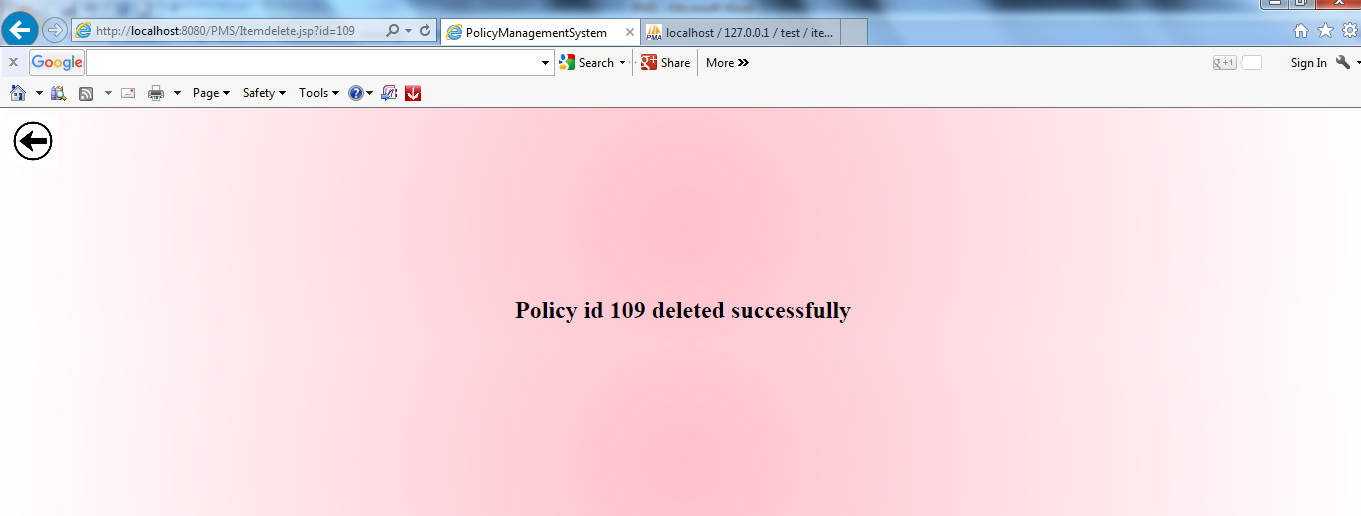 http://localhost:8080/PMS/Itemdelete.jsp?id=109
PolicyManagementSystem
localhost / 127.0.0.1 / test / ite...
x Google
Search
Share
More »
g +1
Sign In
Page
Safety
Tools
Policy id 109 deleted successfully